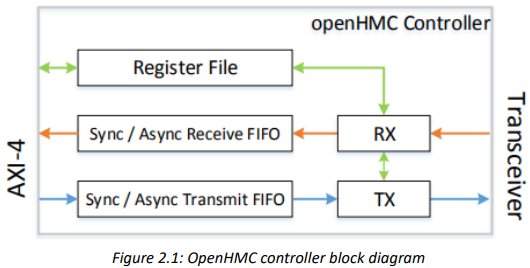 openHMC Controller
Register File
Sync / Async Receive FIFO
RX
Sync / Async Transmit FIFO
TX
AXI-4
Transceiver
Figure 2.1: OpenHMC controller block diagram